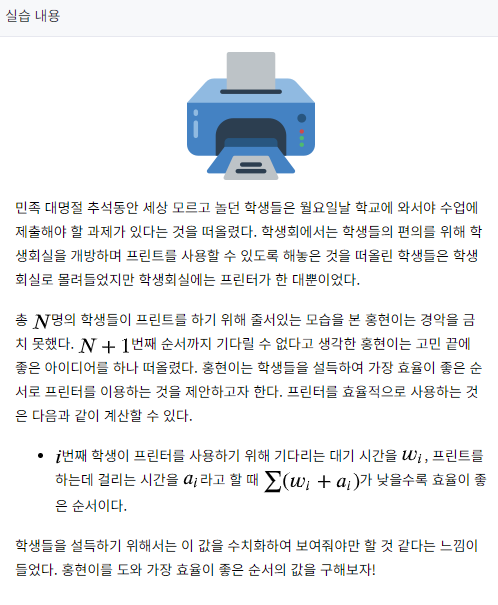 실습 내용
민족 대명절 추석동안 세상 모르고 놀던 학생들은 월요일날 학교에 와서야 수업에
제출해야 할 과제가 있다는 것을 떠올렸다. 학생회에서는 학생들의 편의를 위해 학
생회실을 개방하며 프린트를 사용할 수 있도록 해놓은 것을 떠올린 학생들은 학생
회실로 몰려들었지만 학생회실에는 프린터가 한 대뿐이었다.
총 N명의 학생들이 프린트를 하기 위해 줄서있는 모습을 본 홍현이는 경악을 금
치 못했다. N + 1번째 순서까지 기다릴 수 없다고 생각한 홍현이는 고민 끝에
좋은 아이디어를 하나 떠올렸다. 홍현이는 학생들을 설득하여 가장 효율이 좋은 순
서로 프린터를 이용하는 것을 제안하고자 한다. 프린터를 효율적으로 사용하는 것
은 다음과 같이 계산할 수 있다.
• i번째 학생이 프린터를 사용하기 위해 기다리는 대기 시간을 wᵢ, 프린트를
하는데 걸리는 시간을 aᵢ라고 할 때 ∑(wᵢ + aᵢ)가 낮을수록 효율이 좋
은 순서이다.
학생들을 설득하기 위해서는 이 값을 수치화하여 보여줘야만 할 것 같다는 느낌이
들었다. 홍현이를 도와 가장 효율이 좋은 순서의 값을 구해보자!